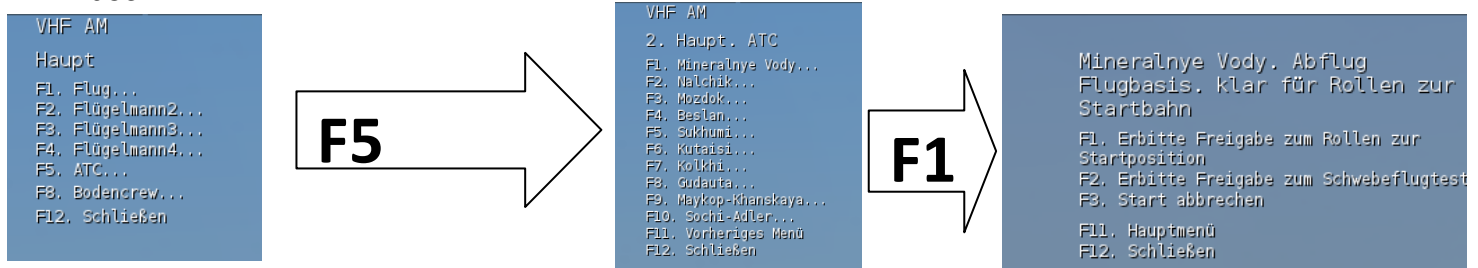 VHF AM
Haupt
F1. Flug...
F2. Flügelmann2...
F3. Flügelmann3...
F4. Flügelmann4...
F5. ATC...
F8. Bodencrew...
F12. Schließen
F5
VHF AM
2. Haupt. ATC
F1. Mineralnye Vody...
F2. Nalchik...
F3. Mozdok...
F4. Beslan...
F5. Sukhumi...
F6. Kutaisi...
F7. Kolkhi...
F8. Gudauta...
F9. Maykop-Khanskaya...
F10. Sochi-Adler...
F11. Vorheriges Menü
F12. Schließen
F1
Mineralnye Vody. Abflug
Flugbasis. klar für Rollen zur
Startbahn
F1. Erbitte Freigabe zum Rollen zur
Startposition
F2. Erbitte Freigabe zum Schwebeflugtest
F3. Start abbrechen
F11. Hauptmenü
F12. Schließen